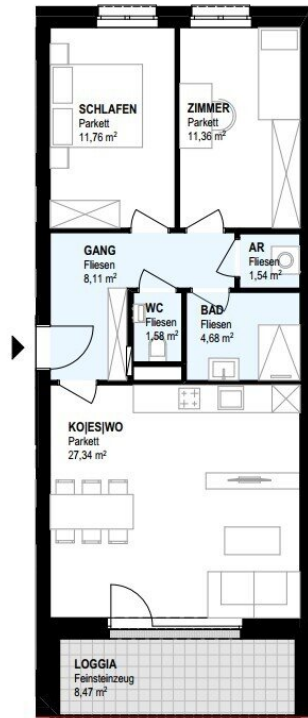 SCHLAFEN
Parkett
11,76 m²
ZIMMER
Parkett
11,36 m²
GANG
Fliesen
8,11 m²
AR
Fliesen
1,54 m²
WC
Fliesen
1,58 m²
BAD
Fliesen
4,68 m²
KO|ES|WO
Parkett
27,34 m²
LOGGIA
Feinsteinzeug
8,47 m²